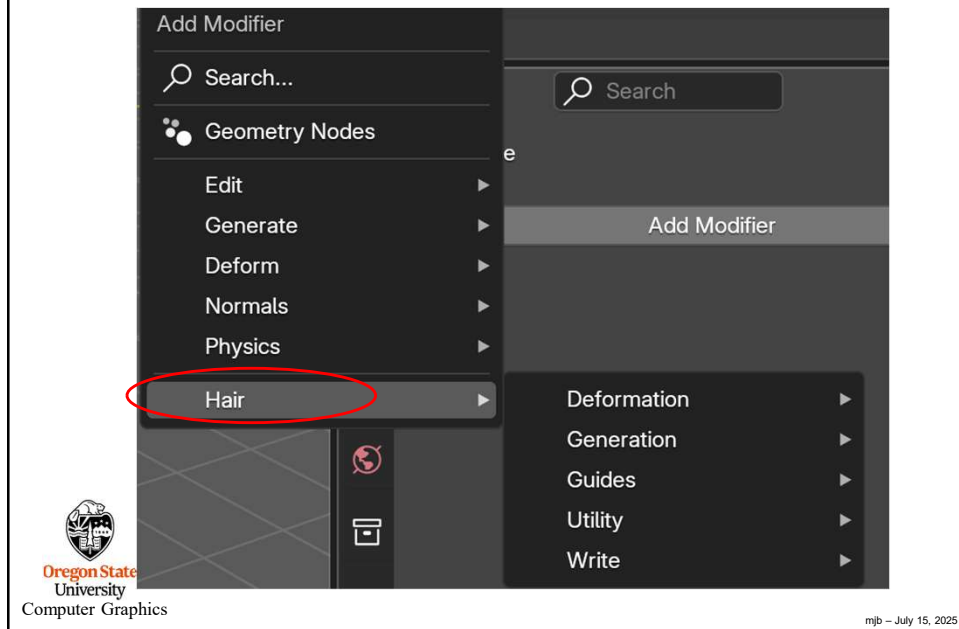 Add Modifier
Search...
Search
Geometry Nodes
e
Edit
Generate
Add Modifier
Deform
Normals
Physics
Hair
Deformation
Generation
Guides
Utility
Write
Oregon State
University
Computer Graphics
mjb – July 15, 2025